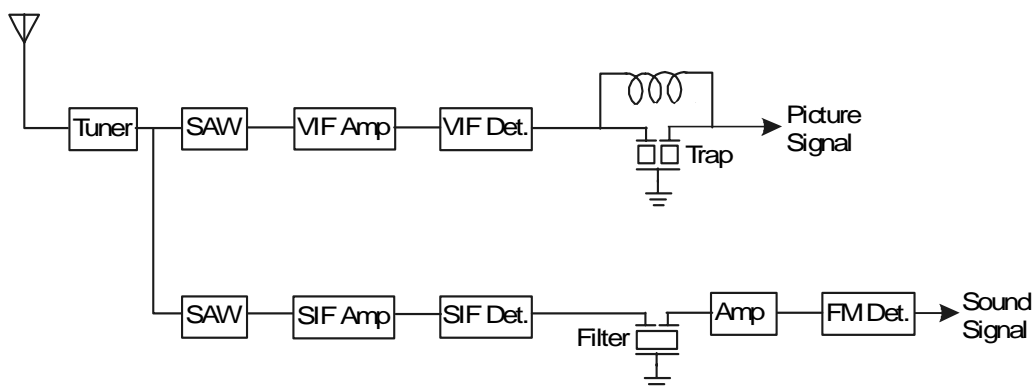 Tuner
SAW
VIF Amp
VIF Det.
Trap
Picture
Signal
SAW
SIF Amp
SIF Det.
Filter
Amp
FM Det.
Sound
Signal